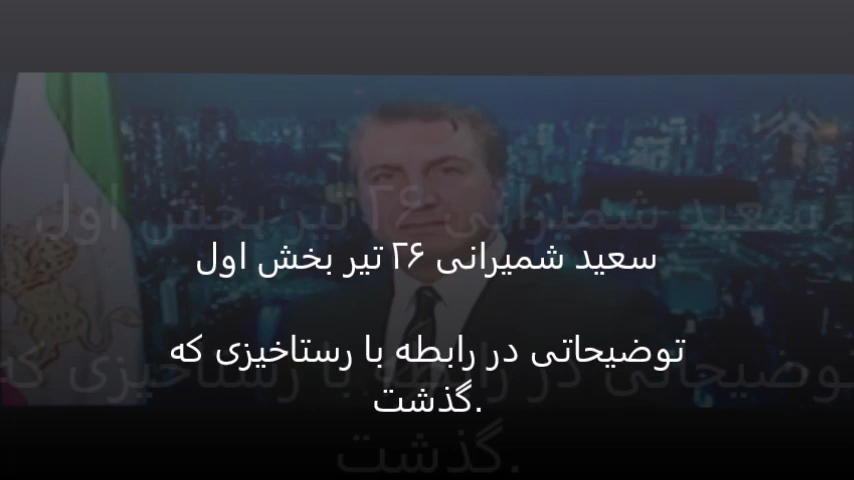 سعید شمیرانی ۲۶ تیر بخش اول
توضیحاتی در رابطه با رستاخیزی که
گذشت.